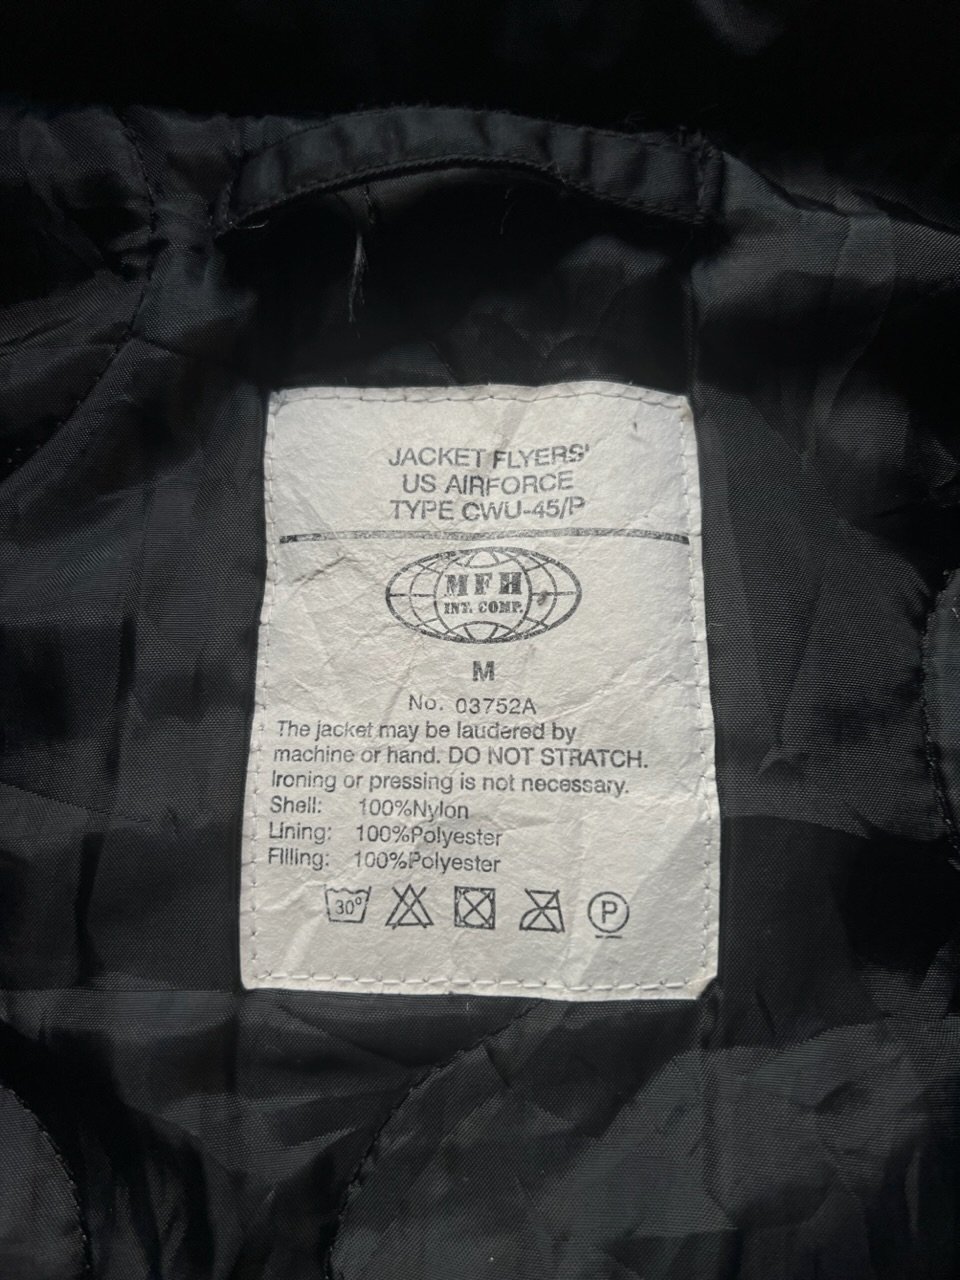 JACKET FLYERS'
US AIRFORCE
TYPE CWU-45/P
MFH
INT. COMP.
M
No. 03752A
The jacket may be laudered by
machine or hand. DO NOT STRATCH.
Ironing or pressing is not necessary.
Shell: 100%Nylon
Lining: 100%Polyester
Filling: 100%Polyester
30° P